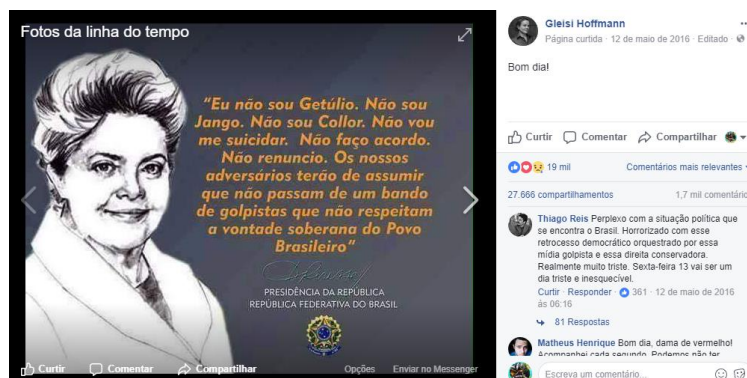 Fotos da linha do tempo
"Eu não sou Getúlio. Não sou
Jango. Não sou Collor. Não vou
me suicidar. Não faço acordo.
Não renuncio. Os nossos
adversários terão de assumir
que não passam de um bando
de golpistas que não respeitam
a vontade soberana do Povo
Brasileiro"
PRESIDÊNCIA DA REPÚBLICA
REPÚBLICA FEDERATIVA DO BRASIL
Curtir Comentar Compartilhar Opções Enviar no Messenger
Gleisi Hoffmann
Página curtida · 12 de maio de 2016 · Editado ·
Bom dia!
Curtir Comentar Compartilhar
19 mil Comentários mais relevantes
27.666 compartilhamentos 1,7 mil comentário
Thiago Reis Perplexo com a situação política que
se encontra o Brasil. Horrorizado com esse
retrocesso democrático orquestrado por essa
mídia golpista e essa direita conservadora.
Realmente muito triste. Sexta-feira 13 vai ser um
dia triste e inesquecível.
Curtir · Responder · 361 · 12 de maio de 2016
às 06:16
81 Respostas
Matheus Henrique Bom dia, dama de vermelho!
Acompanhei cada segundo. Podemos não ter
Escreva um comentário...